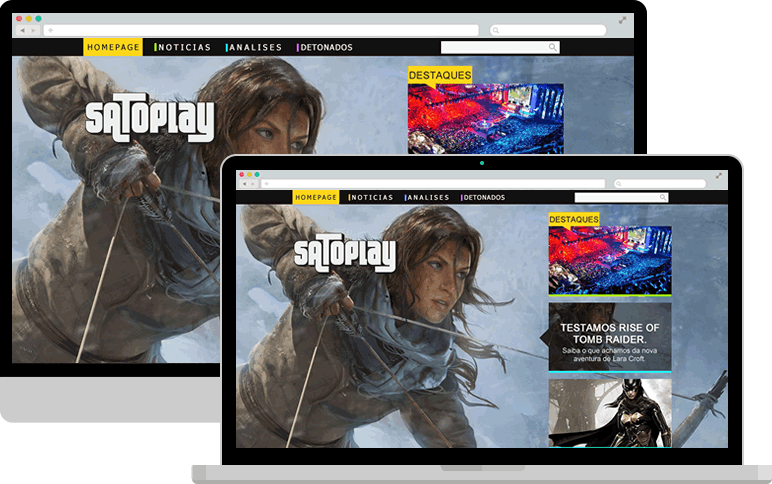 HOMEPAGE NOTICIAS ANALISES DETONADOS
DESTAQUES
SATOPLAY
HOMEPAGE NOTICIAS ANALISES DETONADOS
DESTAQUES
SATOPLAY
TESTAMOS RISE OF
TOMB RAIDER.
Saiba o que achamos da nova
aventura de Lara Croft